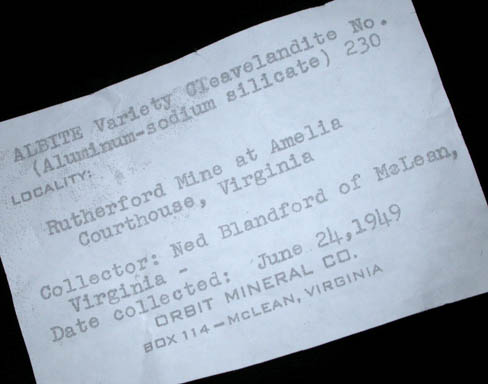 ALBITE Variety Cleavelandite No.
(Aluminum-sodium silicate) 230
LOCALITY:
Rutherford Mine at Amelia
Courthouse, Virginia
Collector: Ned Blandford of McLean,
Virginia -
Date collected: June 24,1949
ORBIT MINERAL CO.
BOX 114 — McLEAN, VIRGINIA